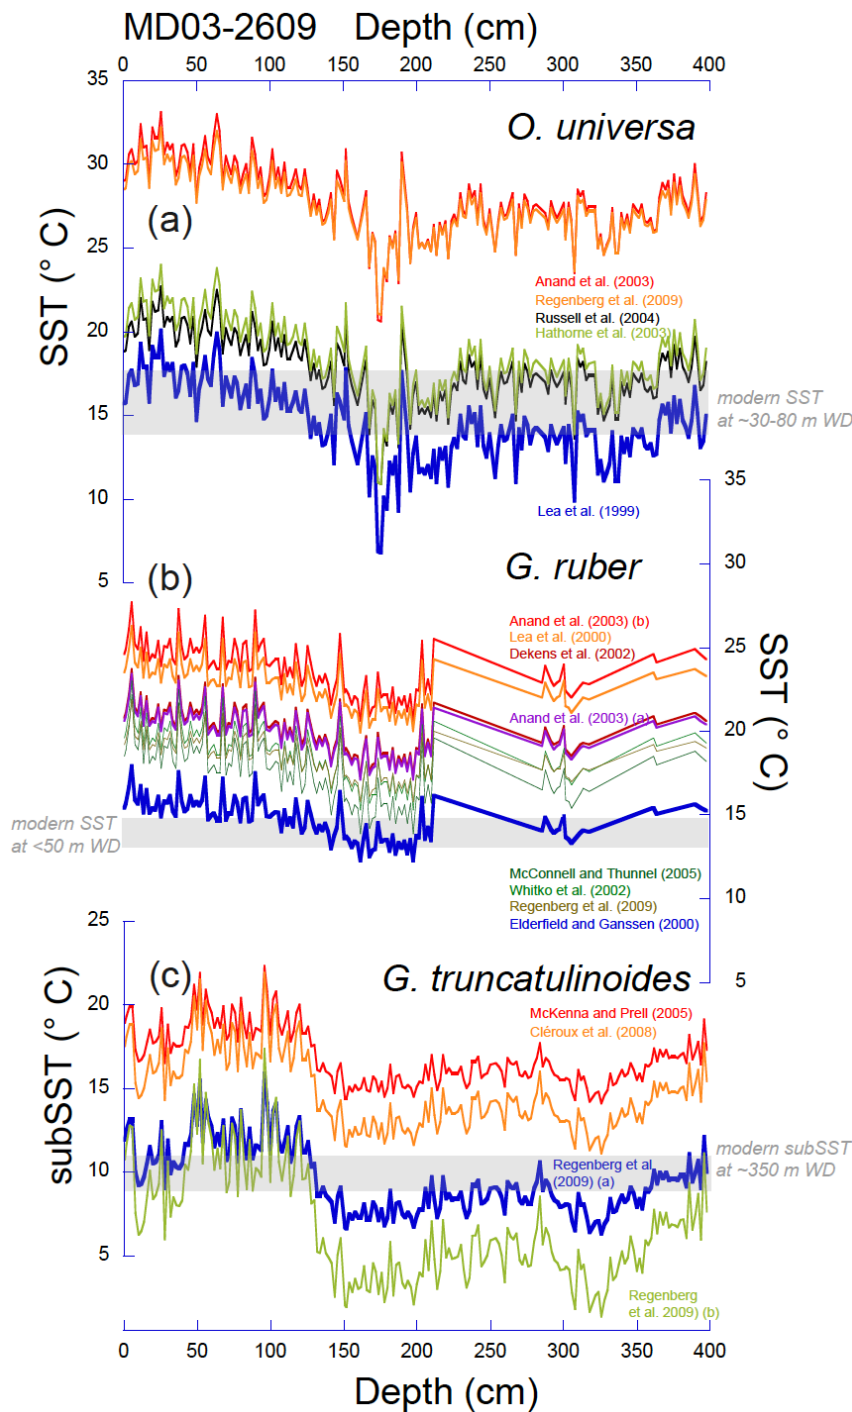 MD03-2609 Depth (cm)
0 50 100 150 200 250 300 350 400
35
O. universa
30
(a)
25
SST (° C)
Anand et al. (2003)
Regenberg et al. (2009)
Russell et al. (2004)
Hathorne et al. (2003)
20
modern SST
at ~30-80 m WD
15
35
10
Lea et al. (1999)
30
5
(b)
G. ruber
Anand et al. (2003) (b)
Lea et al. (2000)
Dekens et al. (2002)
25
SST (° C)
Anand et al. (2003) (a)
20
modern SST
at <50 m WD
15
McConnell and Thunnel (2005)
Whitko et al. (2002)
Regenberg et al. (2009)
Elderfield and Ganssen (2000)
10
25
(c)
G. truncatulinoides
5
subSST (° C)
20
McKenna and Prell (2005)
Cléroux et al. (2008)
15
modern subSST
at ~350 m WD
10
Regenberg et al
(2009) (a)
5
Regenberg
et al. 2009) (b)
0 50 100 150 200 250 300 350 400
Depth (cm)